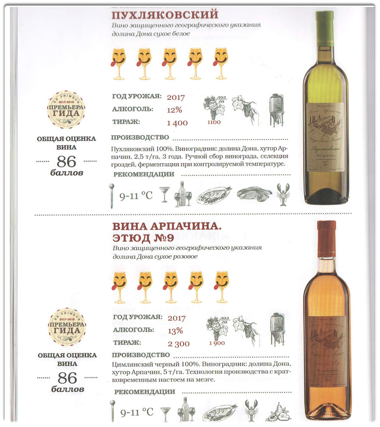 ПУХЛЯКОВСКИЙ
Вино защищенного географического указания
долина Дона сухое белое
ГОД УРОЖАЯ: 2017
АЛКОГОЛЬ: 12%
ТИРАЖ: 1 400
1100
ПРЕМЬЕРА
ГИДА
ОБЩАЯ ОЦЕНКА
ВИНА
86
баллов
ПРОИЗВОДСТВО
Пухляковский 100%. Виноградник: долина Дона, хутор Ар-
пачин. 2.5 т/га. 3 года. Ручной сбор винограда, селекция
гроздей, ферментация при контролируемой температуре.
РЕКОМЕНДАЦИИ
9-11 °C
ВИНА АРПАЧИНА.
ЭТЮД №9
Вино защищенного географического указания
долина Дона сухое розовое
ГОД УРОЖАЯ: 2017
АЛКОГОЛЬ: 13%
ТИРАЖ: 2 300
1 900
ПРЕМЬЕРА
ГИДА
ОБЩАЯ ОЦЕНКА
ВИНА
86
баллов
ПРОИЗВОДСТВО
Цимлянский черный 100%. Виноградник: долина Дона,
хутор Арпачин. 5 т/га. Технология производства с крат-
ковременным настоем на мезге.
РЕКОМЕНДАЦИИ
9-11 °C